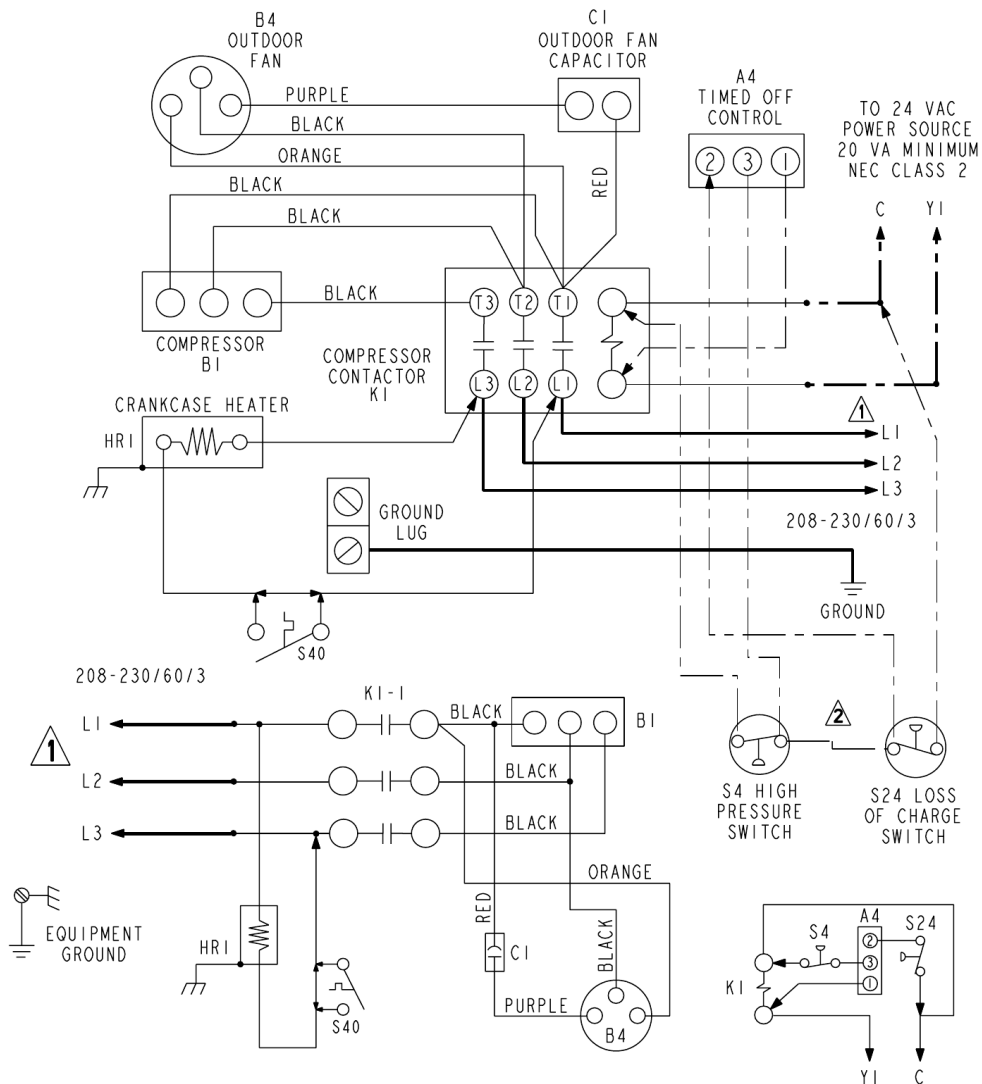 B4
OUTDOOR
FAN
C1
OUTDOOR FAN
CAPACITOR
A4
TIMED OFF
CONTROL
TO 24 VAC
POWER SOURCE
20 VA MINIMUM
NEC CLASS 2
PURPLE
BLACK
ORANGE
RED
2
3
1
C
Y1
BLACK
BLACK
BLACK
T3
T2
T1
COMPRESSOR
B1
COMPRESSOR
CONTACTOR
K1
L3
L2
L1
CRANKCASE HEATER
HR1
1
L1
L2
L3
208-230/60/3
GROUND
LUG
GROUND
S40
208-230/60/3
K1-1
L1
BLACK
B1
1
2
L2
BLACK
S4 HIGH
PRESSURE
SWITCH
S24 LOSS
OF CHARGE
SWITCH
L3
BLACK
ORANGE
RED
BLACK
EQUIPMENT
GROUND
HR1
C1
S40
PURPLE
B4
S4
A4
S24
2
3
1
K1
Y1
C